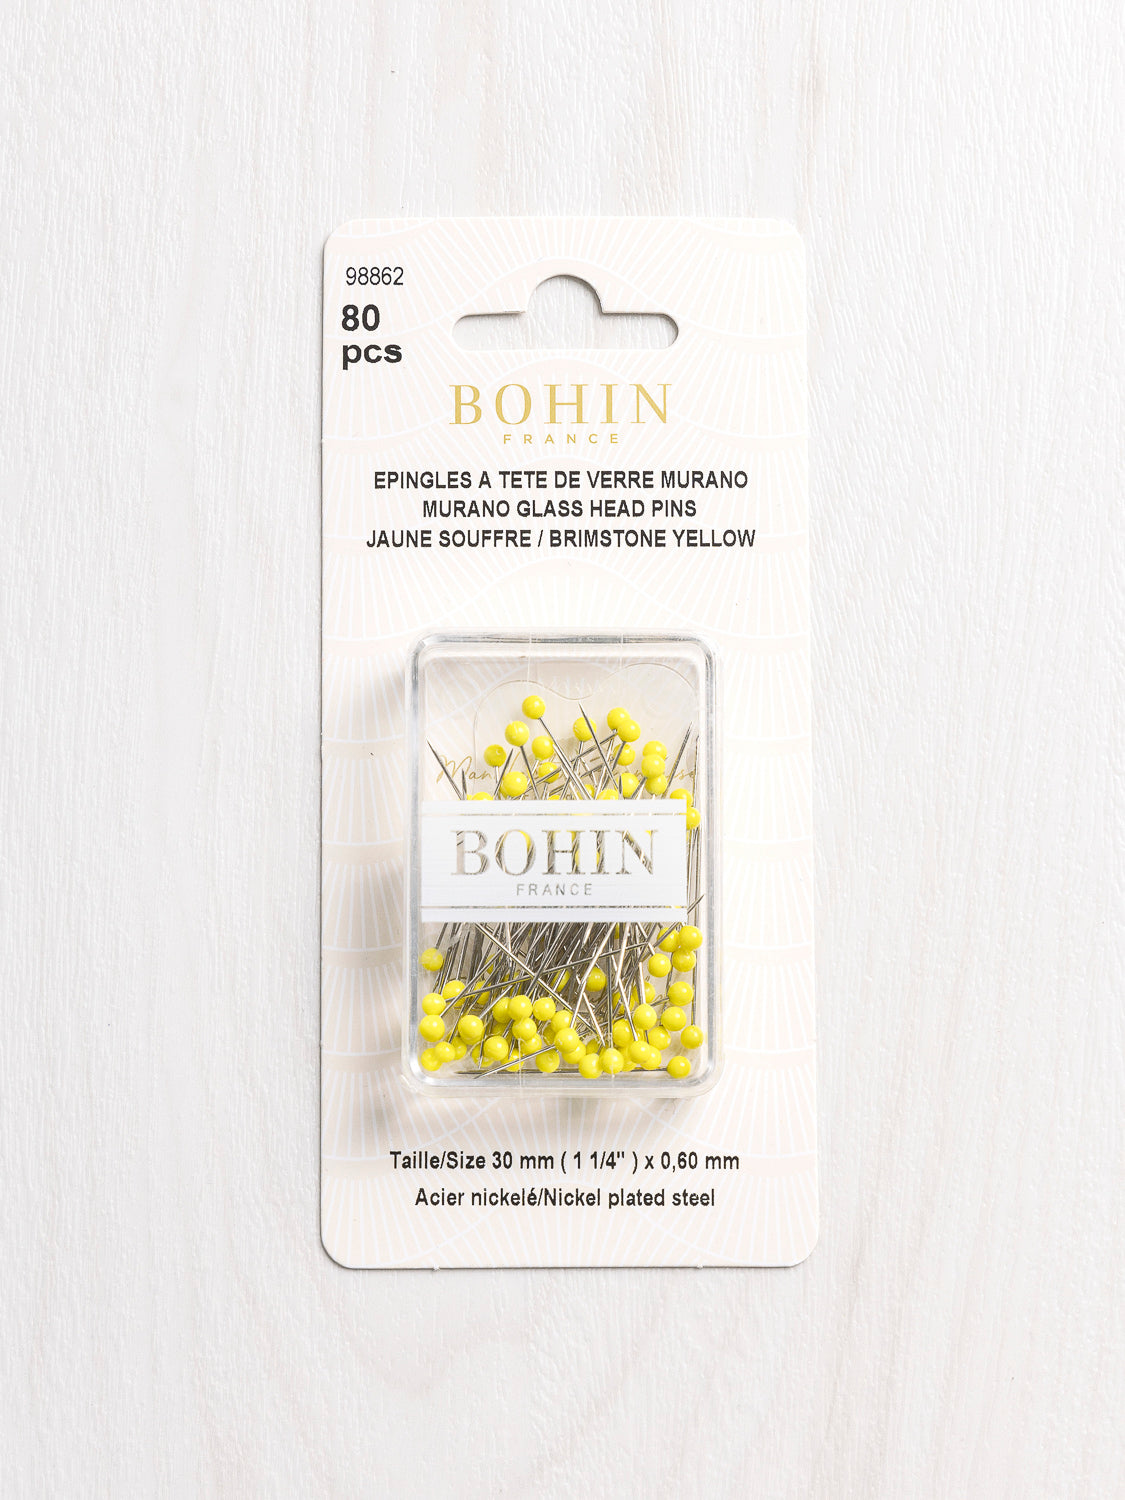 98862
80
pcs
BOHIN
FRANCE
EPINGLES A TETE DE VERRE MURANO
MURANO GLASS HEAD PINS
JAUNE SOUFFRE / BRIMSTONE YELLOW
BOHIN
FRANCE
Taille/Size 30 mm ( 1 1/4" ) x 0,60 mm
Acier nickelé/Nickel plated steel